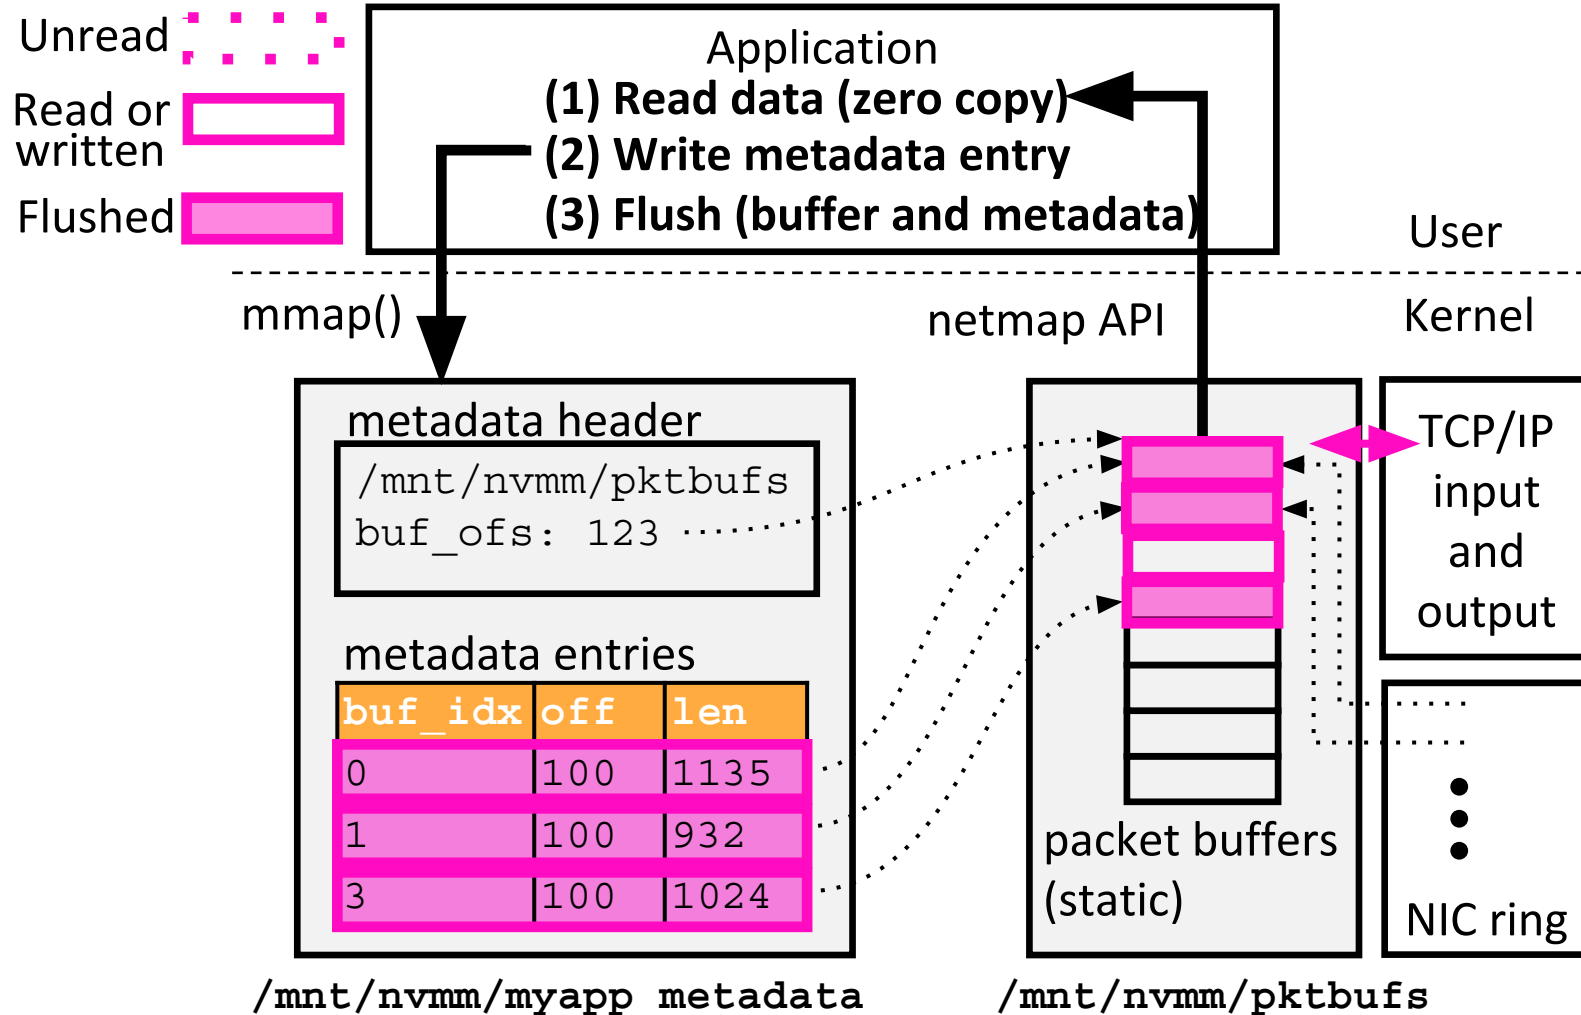 Unread
Read or
written
Flushed
Application
(1) Read data (zero copy)
(2) Write metadata entry
(3) Flush (buffer and metadata)
User
mmap()
netmap API
Kernel
metadata header
/mnt/nvmm/pktbufs
buf_ofs: 123
metadata entries
buf_idx off len
0 100 1135
1 100 932
3 100 1024
packet buffers
(static)
TCP/IP
input
and
output
NIC ring
/mnt/nvmm/myapp metadata
/mnt/nvmm/pktbufs